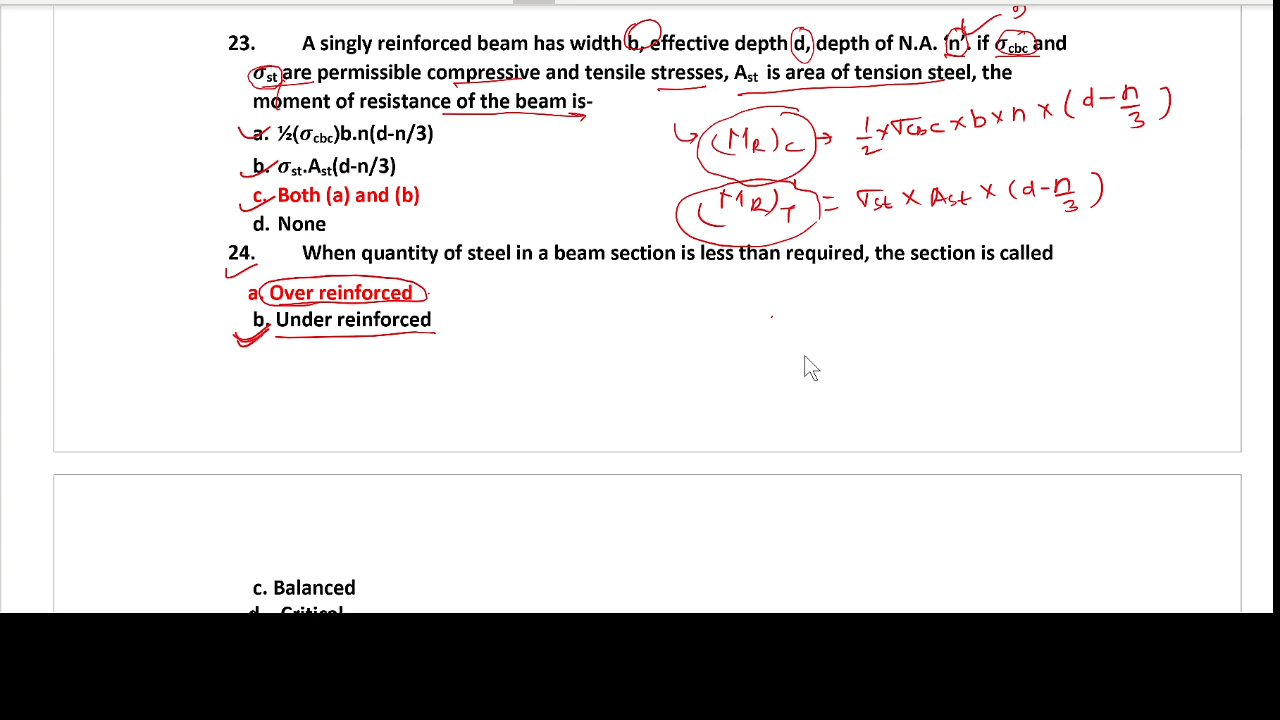 23. A singly reinforced beam has width b, effective depth d, depth of N.A. 'n'. if σcbc and
σst are permissible compressive and tensile stresses, Ast is area of tension steel, the
moment of resistance of the beam is-
a. ½(σcbc)b.n(d-n/3)
b. σst.Ast(d-n/3)
c. Both (a) and (b)
d. None
(MR)C → 1/2 × σcbc × b × n × (d - n/3)
(MR)T = σst × Ast × (d - n/3)
24. When quantity of steel in a beam section is less than required, the section is called
a. Over reinforced
b. Under reinforced
c. Balanced
d. Critical